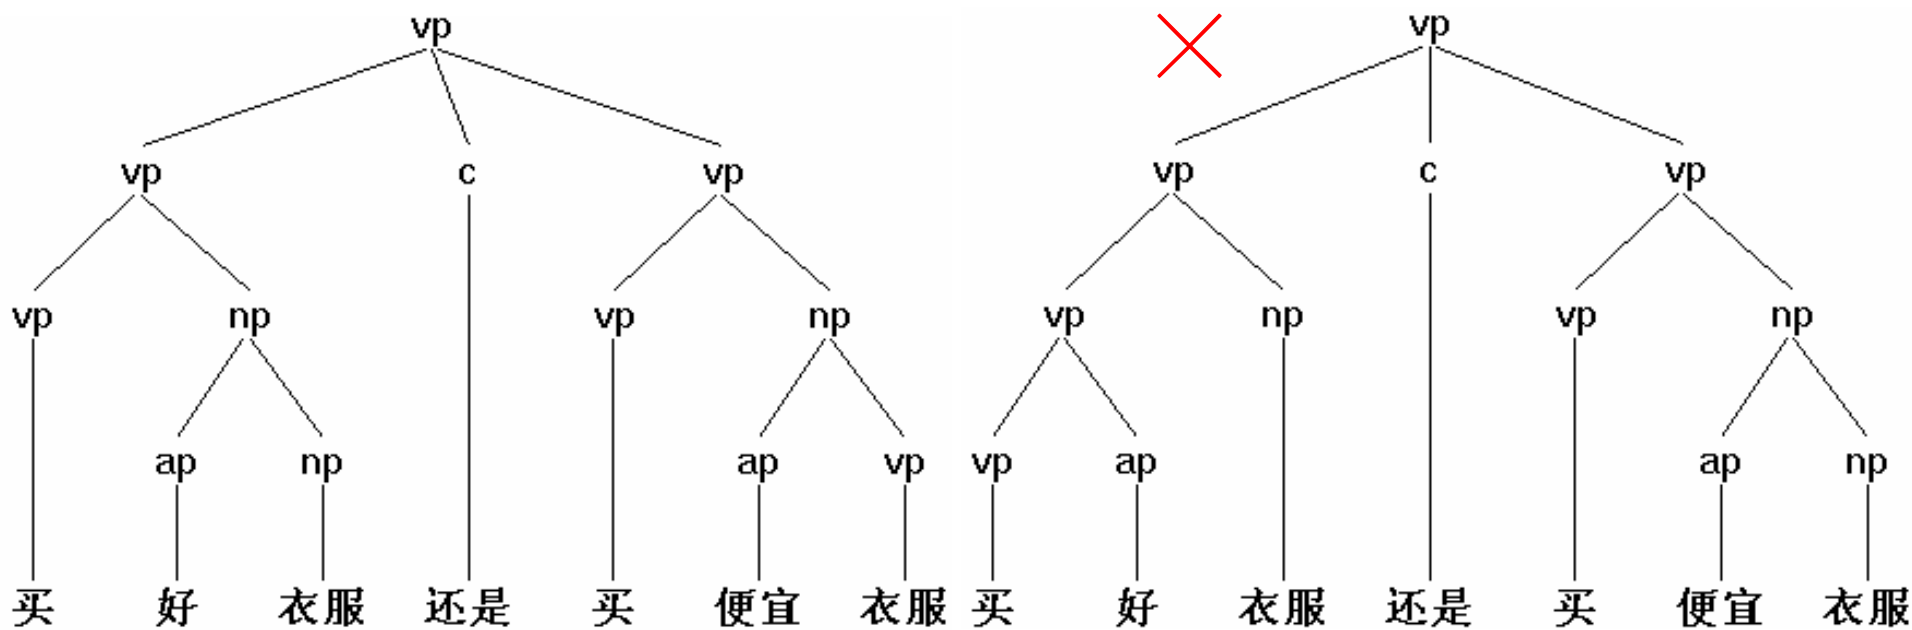 vp vp
vp c vp vp c vp
vp np vp np vp np vp np
ap np ap vp vp ap ap np
买 好 衣服 还是 买 便宜 衣服 买 好 衣服 还是 买 便宜 衣服